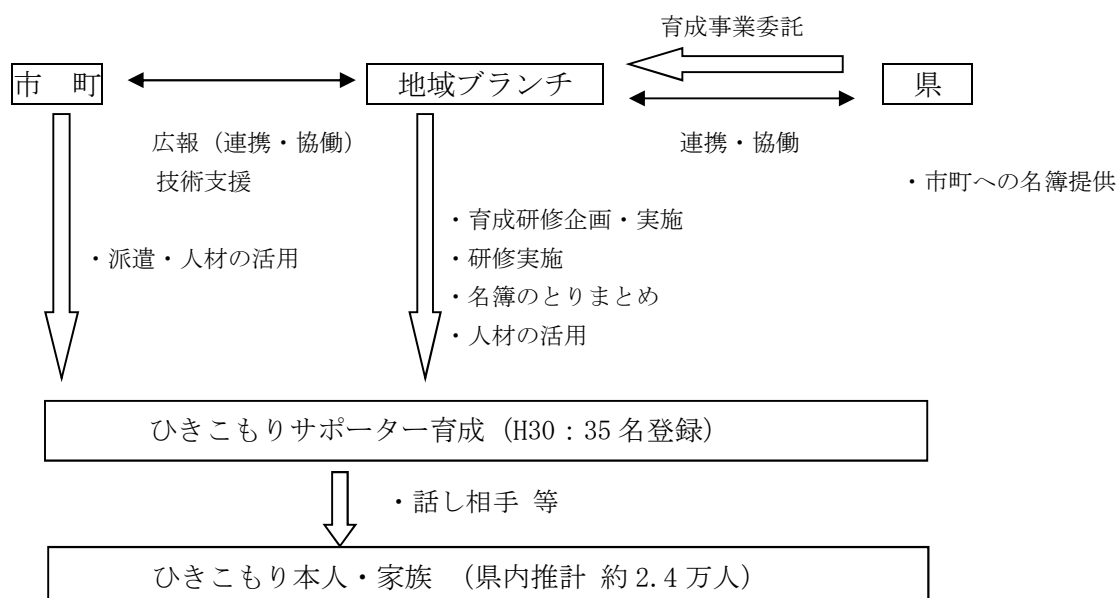 育成事業委託
市　町
地域ブランチ
県
広報（連携・協働）
連携・協働
技術支援
・市町への名簿提供
・育成研修企画・実施
・派遣・人材の活用
・研修実施
・名簿のとりまとめ
・人材の活用
ひきこもりサポーター育成（H30：35名登録）
・話し相手 等
ひきこもり本人・家族 （県内推計 約2.4万人）